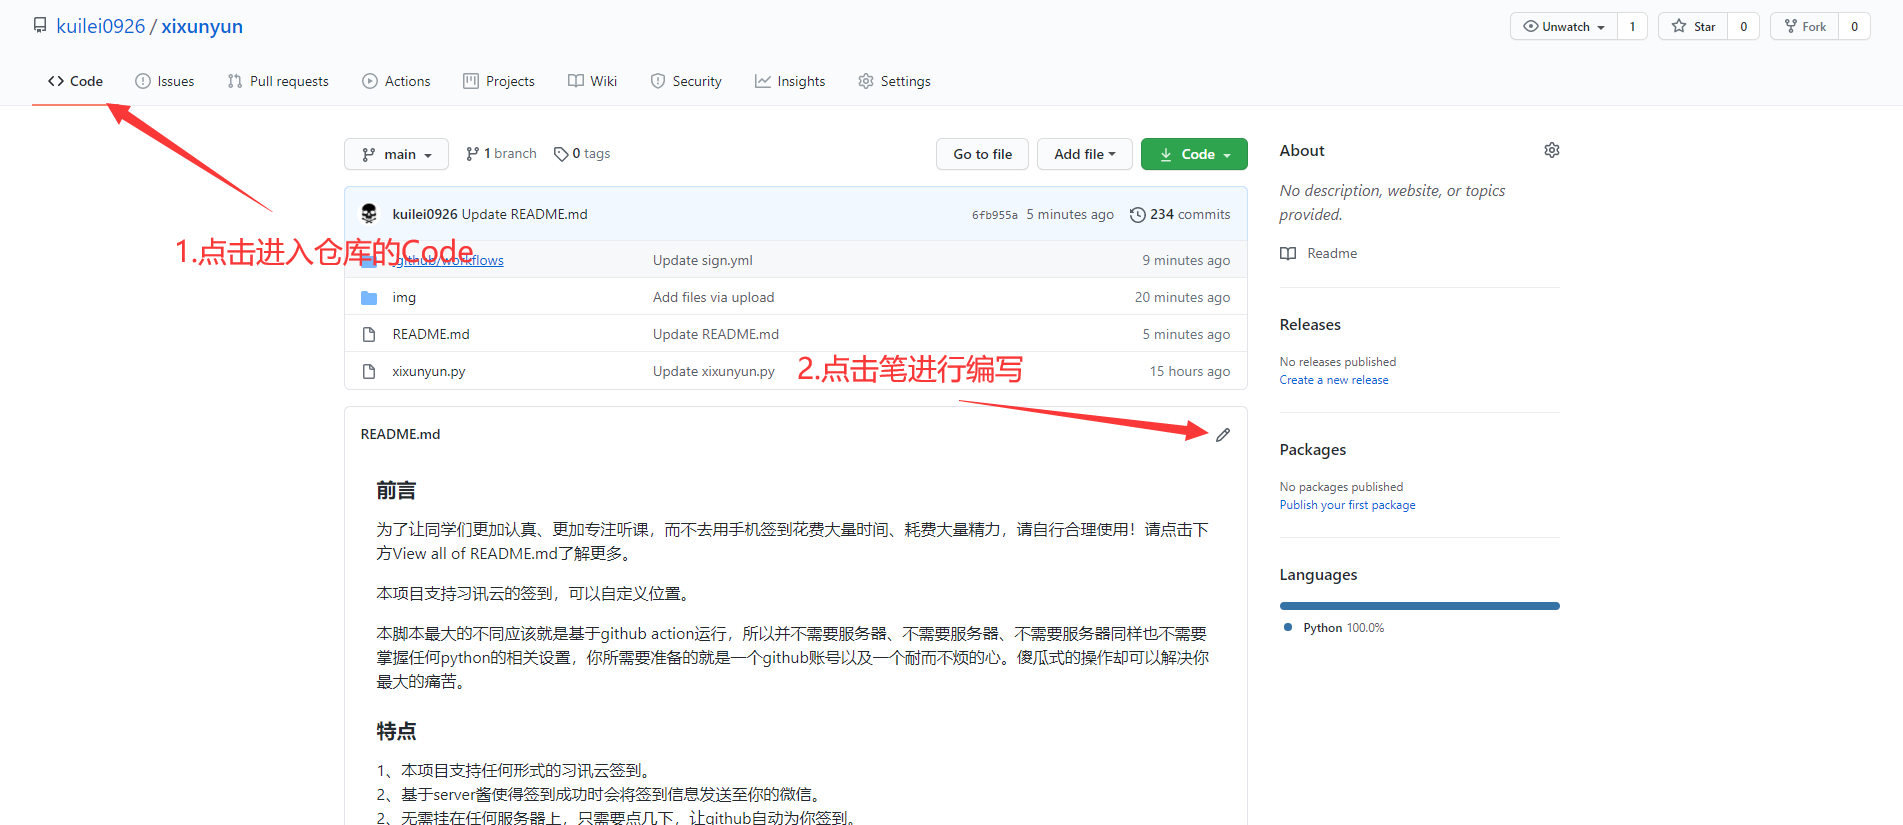 kuilei0926 / xixunyun
Unwatch 1 Star 0 Fork 0
Code Issues Pull requests Actions Projects Wiki Security Insights Settings
main 1 branch 0 tags Go to file Add file Code
kuilei0926 Update README.md 6fb955a 5 minutes ago 234 commits
1.点击进入仓库的Code
.github/workflows Update sign.yml 9 minutes ago
img Add files via upload 20 minutes ago
README.md Update README.md 5 minutes ago
xixunyun.py Update xixunyun.py 15 hours ago
2.点击笔进行编写
README.md
前言
为了让同学们更加认真、更加专注听课，而不去用手机签到花费大量时间、耗费大量精力，请自行合理使用！请点击下
方View all of README.md了解更多。
本项目支持习讯云的签到，可以自定义位置。
本脚本最大的不同应该就是基于github action运行，所以并不需要服务器、不需要服务器、不需要服务器同样也不需要
掌握任何python的相关设置，你所需要准备的就是一个github账号以及一个耐而不烦的心。傻瓜式的操作却可以解决你
最大的痛苦。
特点
1、本项目支持任何形式的习讯云签到。
2、基于server酱使得签到成功时会将签到信息发送至你的微信。
2、无需挂在任何服务器上，只需要点几下，让github自动为你签到。
About
No description, website, or topics
provided.
Readme
Releases
No releases published
Create a new release
Packages
No packages published
Publish your first package
Languages
Python 100.0%